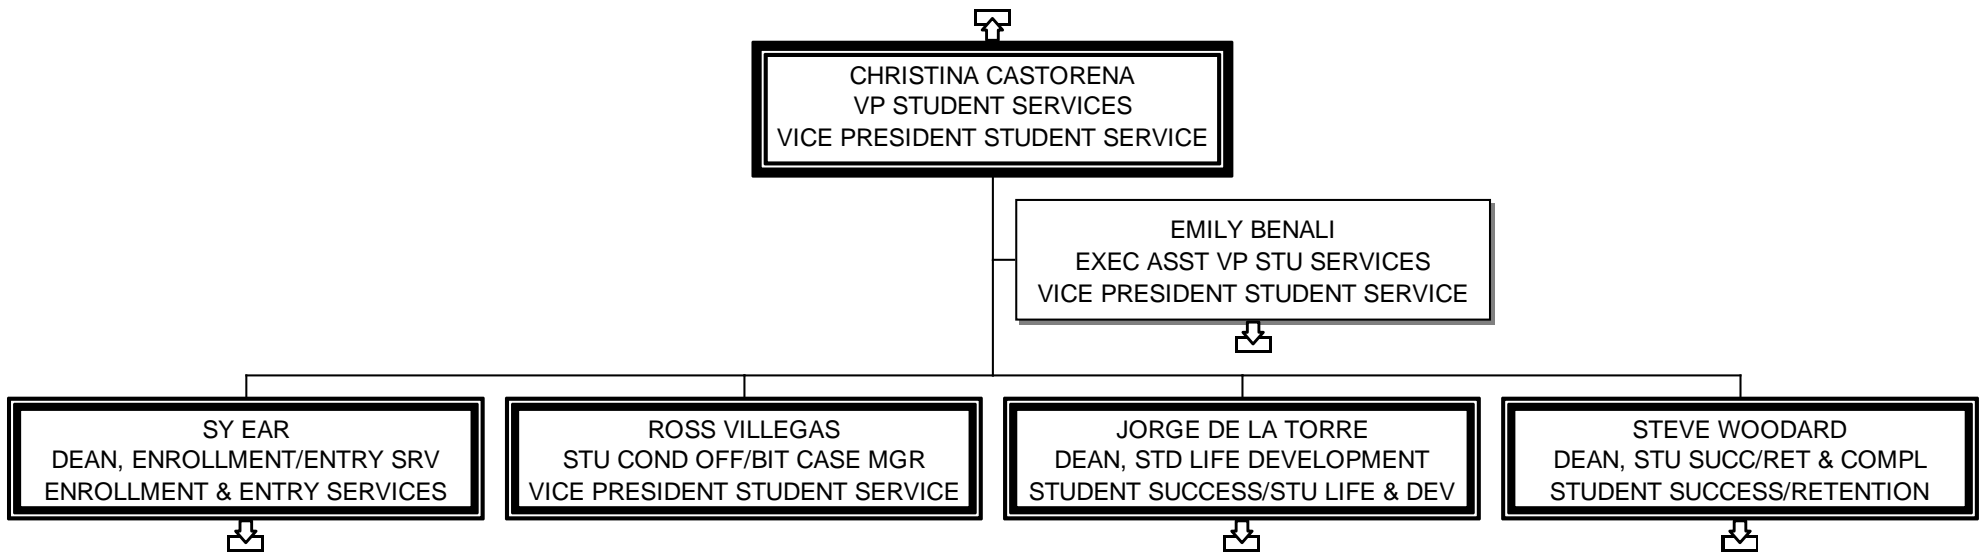 CHRISTINA CASTORENA
VP STUDENT SERVICES
VICE PRESIDENT STUDENT SERVICE
EMILY BENALI
EXEC ASST VP STU SERVICES
VICE PRESIDENT STUDENT SERVICE
SY EAR
DEAN, ENROLLMENT/ENTRY SRV
ENROLLMENT & ENTRY SERVICES
ROSS VILLEGAS
STU COND OFF/BIT CASE MGR
VICE PRESIDENT STUDENT SERVICE
JORGE DE LA TORRE
DEAN, STD LIFE DEVELOPMENT
STUDENT SUCCESS/STU LIFE & DEV
STEVE WOODARD
DEAN, STU SUCC/RET & COMPL
STUDENT SUCCESS/RETENTION